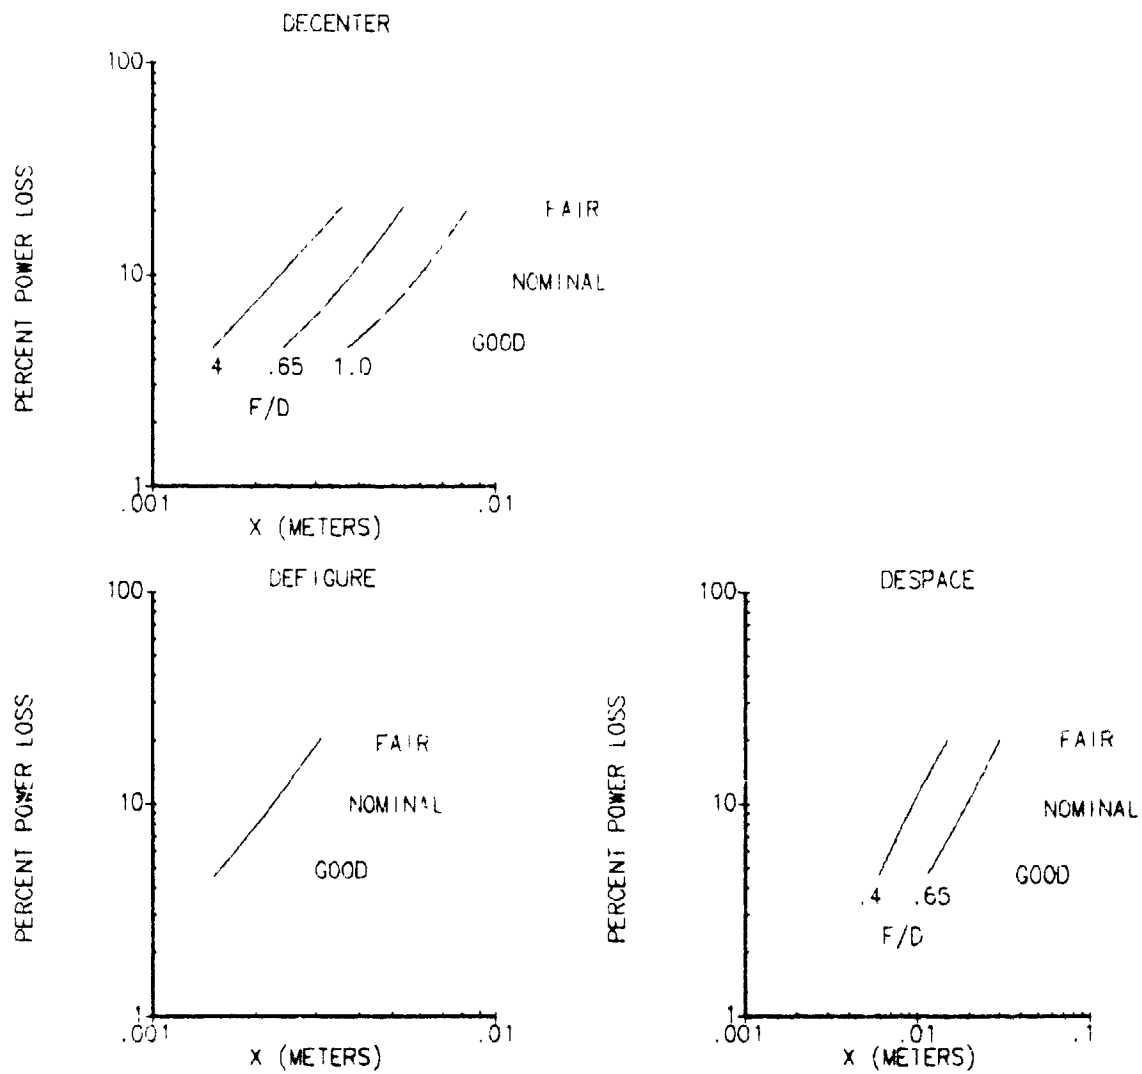 DECENTER
100
PERCENT POWER LOSS
FAIR
10
NOMINAL
GOOD
4 .65 1.0
F/D
1
.001 .01
X (METERS)
DEFIGURE
100
PERCENT POWER LOSS
FAIR
10
NOMINAL
GOOD
1
.001 .01
X (METERS)
DESPACE
100
PERCENT POWER LOSS
FAIR
10
NOMINAL
GOOD
.4 .65
F/D
1
.001 .01 .1
X (METERS)